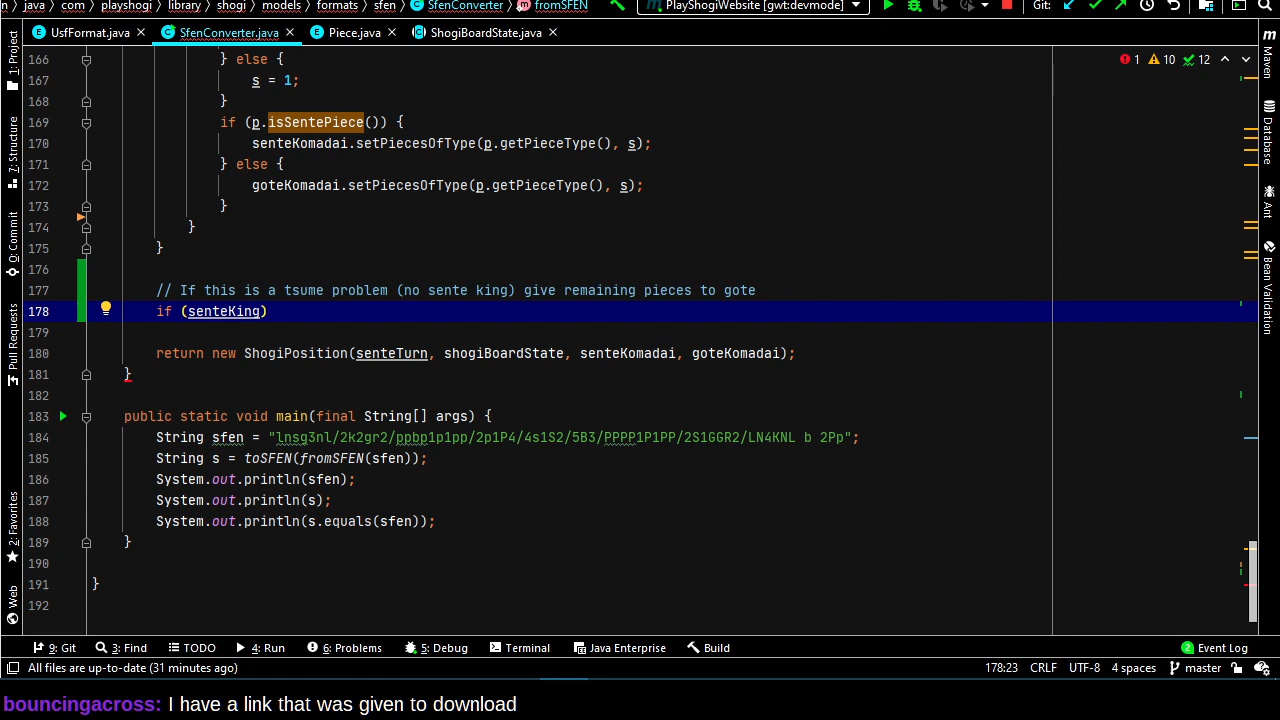 n
java
com
playshogi
library
shogi
models
formats
sfen
SfenConverter
fromSFEN
PlayShogiWebsite [gwt:devmode]
Git:
UsfFormat.java
SfenConverter.java
Piece.java
ShogiBoardState.java
1: Project
7: Structure
0: Commit
Pull Requests
2: Favorites
Web
1 10 12
166 } else {
167 s = 1;
168 }
169 if (p.isSentePiece()) {
170 senteKomadai.setPiecesOfType(p.getPieceType(), s);
171 } else {
172 goteKomadai.setPiecesOfType(p.getPieceType(), s);
173 }
174 }
175 }
176
177 // If this is a tsume problem (no sente king) give remaining pieces to gote
178 if (senteKing)
179
180 return new ShogiPosition(senteTurn, shogiBoardState, senteKomadai, goteKomadai);
181 }
182
183 public static void main(final String[] args) {
184 String sfen = "lnsg3nl/2k2gr2/ppbp1p1pp/2p1P4/4s1S2/5B3/PPPP1P1PP/2S1GGR2/LN4KNL b 2Pp";
185 String s = toSFEN(fromSFEN(sfen));
186 System.out.println(sfen);
187 System.out.println(s);
188 System.out.println(s.equals(sfen));
189 }
190
191 }
192
Maven
Database
Ant
Bean Validation
9: Git
3: Find
TODO
4: Run
6: Problems
5: Debug
Terminal
Java Enterprise
Build
2 Event Log
All files are up-to-date (31 minutes ago)
178:23 CRLF UTF-8 4 spaces master
bouncingacross: I have a link that was given to download